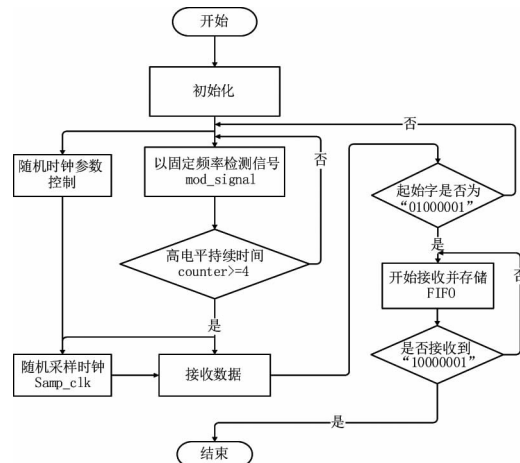 开始
初始化
否
随机时钟参数
控制
以固定频率检测信号
mod_signal
否
起始字是否为
“01000001”
高电平持续时间
counter>=4
是
开始接收并存储
FIFO
否
是
是否接收到
“10000001”
随机采样时钟
Samp_clk
接收数据
是
结束